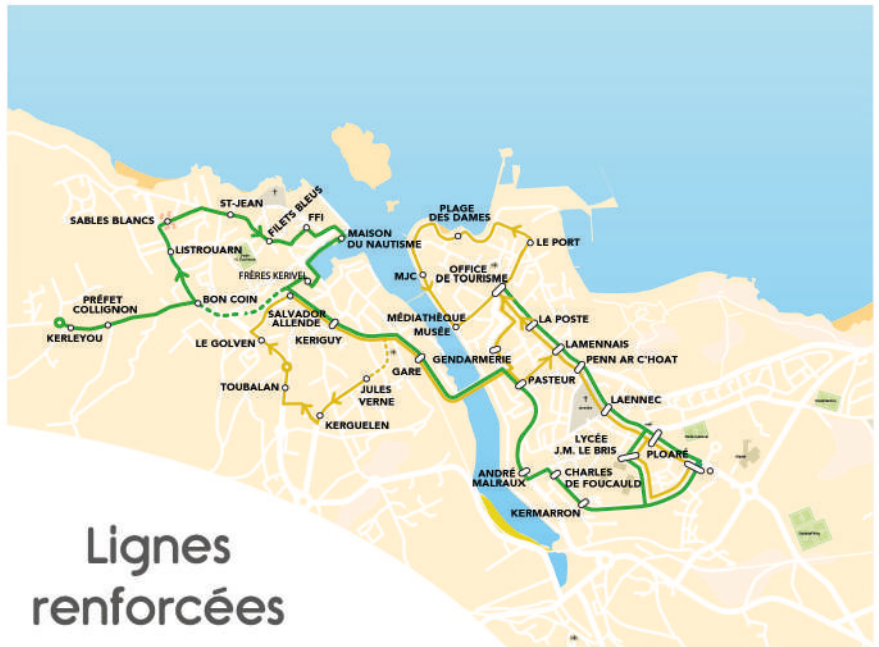 ST-JEAN
FILETS BLEUS
FFI
SABLES BLANCS
MAISON
DU NAUTISME
LISTROUARN
FRÈRES KERIVEL
PRÉFET
COLLIGNON
BON COIN
KERLEYOU
SALVADOR
ALLENDE
KERIGUY
LE GOLVEN
TOUBALAN
JULES
VERNE
KERGUELEN
GARE
PLAGE
DES DAMES
LE PORT
MJC
OFFICE
DE TOURISME
MÉDIATHÈQUE
MUSÉE
LA POSTE
GENDARMERIE
LAMENNAIS
PENN AR C'HOAT
PASTEUR
LAENNEC
LYCÉE
J.M. LE BRIS
PLOARÉ
ANDRÉ
MALRAUX
CHARLES
DE FOUCAULD
KERMARRON
Lignes
renforcées